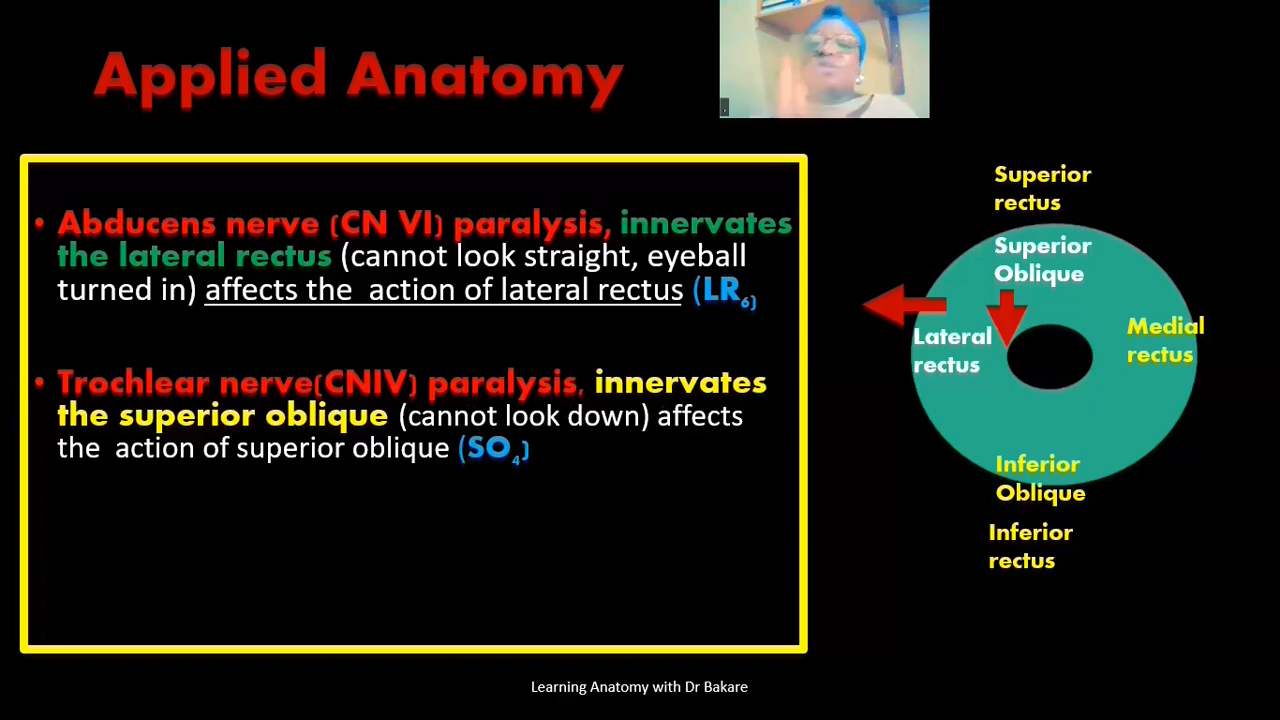 Applied Anatomy
• Abducens nerve (CN VI) paralysis, innervates
the lateral rectus (cannot look straight, eyeball
turned in) affects the action of lateral rectus (LR6)
• Trochlear nerve(CNIV) paralysis, innervates
the superior oblique (cannot look down) affects
the action of superior oblique (SO4)
Superior
rectus
Superior
Oblique
Lateral
rectus
Medial
rectus
Inferior
Oblique
Inferior
rectus
Learning Anatomy with Dr Bakare